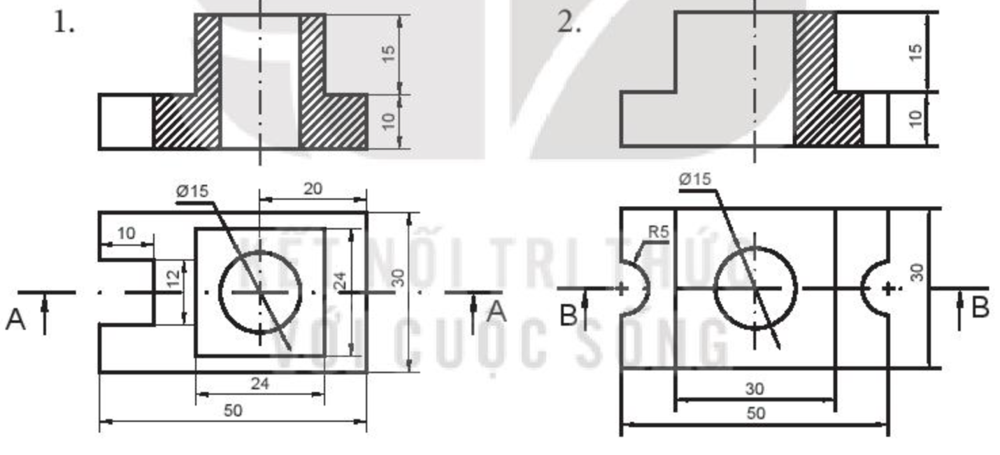 1.
15
10
Ø15
20
10
12
24
30
A
A
24
50
2.
15
10
Ø15
R5
30
B
B
30
50
KẾT NỐI TRI THỨC
VỚI CUỘC SỐNG